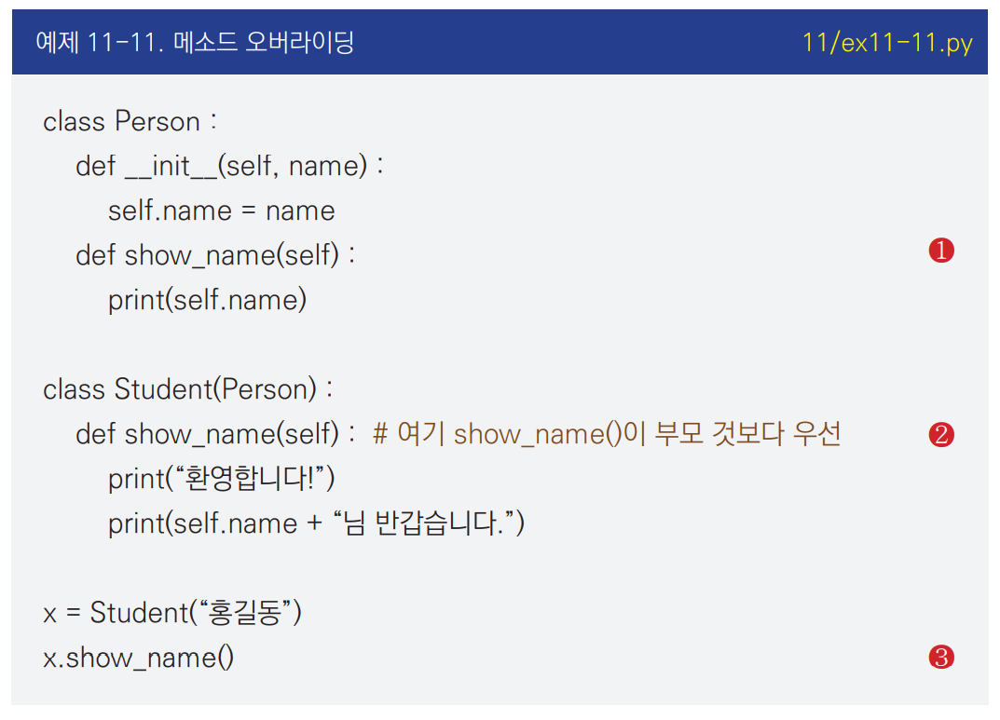 예제 11-11. 메소드 오버라이딩 11/ex11-11.py
class Person :
def __init__(self, name) :
self.name = name
def show_name(self) : ❶
print(self.name)
class Student(Person) :
def show_name(self) : # 여기 show_name()이 부모 것보다 우선 ❷
print(“환영합니다!”)
print(self.name + “님 반갑습니다.”)
x = Student(“홍길동”)
x.show_name() ❸